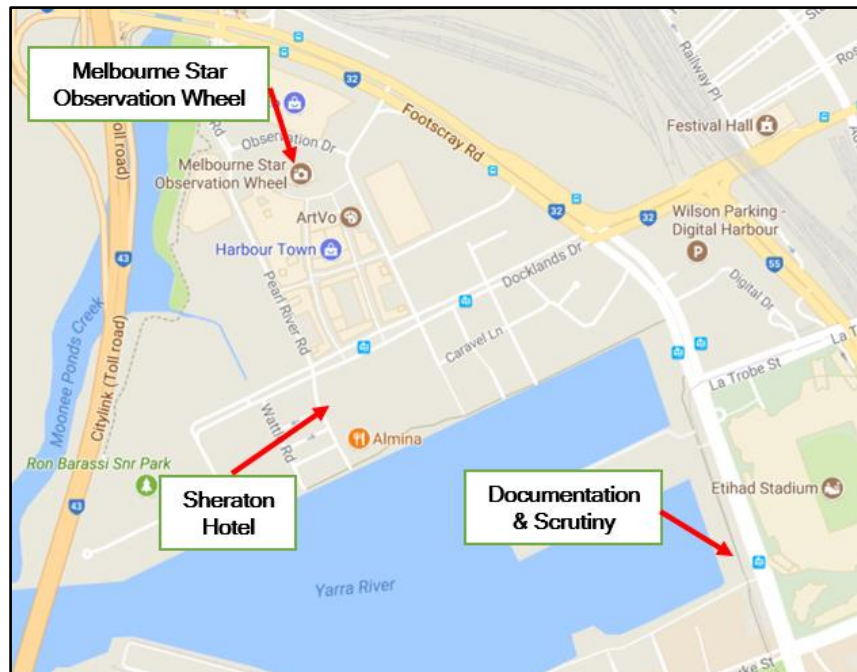 Melbourne Star
Observation Wheel
32
Footscray Rd
Railway Pl
Festival Hall
Rd
Observation Dr
Melbourne Star
Observation Wheel
ArtVo
Harbour Town
Pearl River Rd
32
32
Wilson Parking -
Digital Harbour
55
Docklands Dr
Digital Dr
43
Moonee Ponds Creek
Citylink (Toll road)
Toll road)
Caravel Ln
La Trobe St
Almina
Ron Barassi Snr Park
43
Sheraton
Hotel
Documentation
& Scrutiny
Etihad Stadium
Yarra River